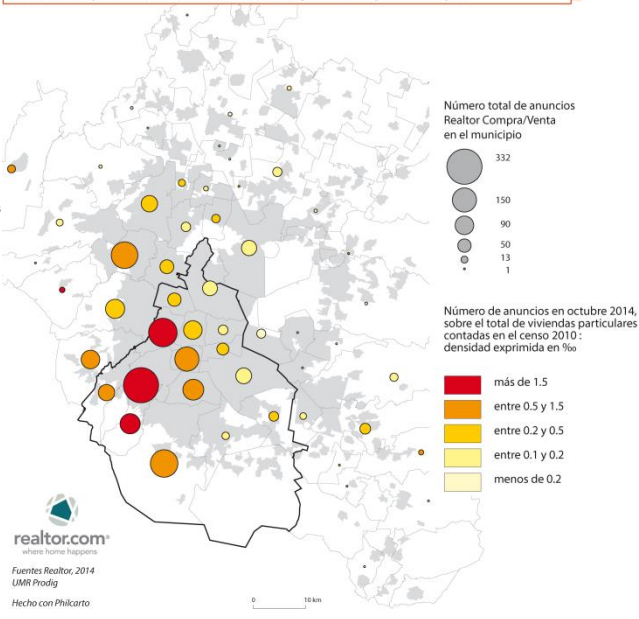 Número total de anuncios
Realtor Compra/Venta
en el municipio
332
150
90
50
13
1
Número de anuncios en octubre 2014,
sobre el total de viviendas particulares
contadas en el censo 2010 :
densidad exprimida en ‰
más de 1.5
entre 0.5 y 1.5
entre 0.2 y 0.5
entre 0.1 y 0.2
menos de 0.2
realtor.com®
where home happens
Fuentes Realtor, 2014
UMR Prodig
Hecho con Philcarto
0 10 km